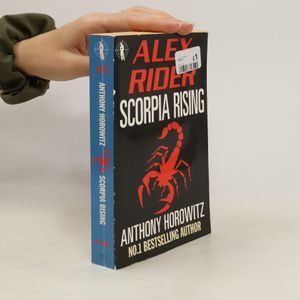 ALEX
RIDER
SCORPIA RISING
ANTHONY HOROWITZ
NO.1 BESTSELLING AUTHOR
ANTHONY HOROWITZ
SCORPIA RISING